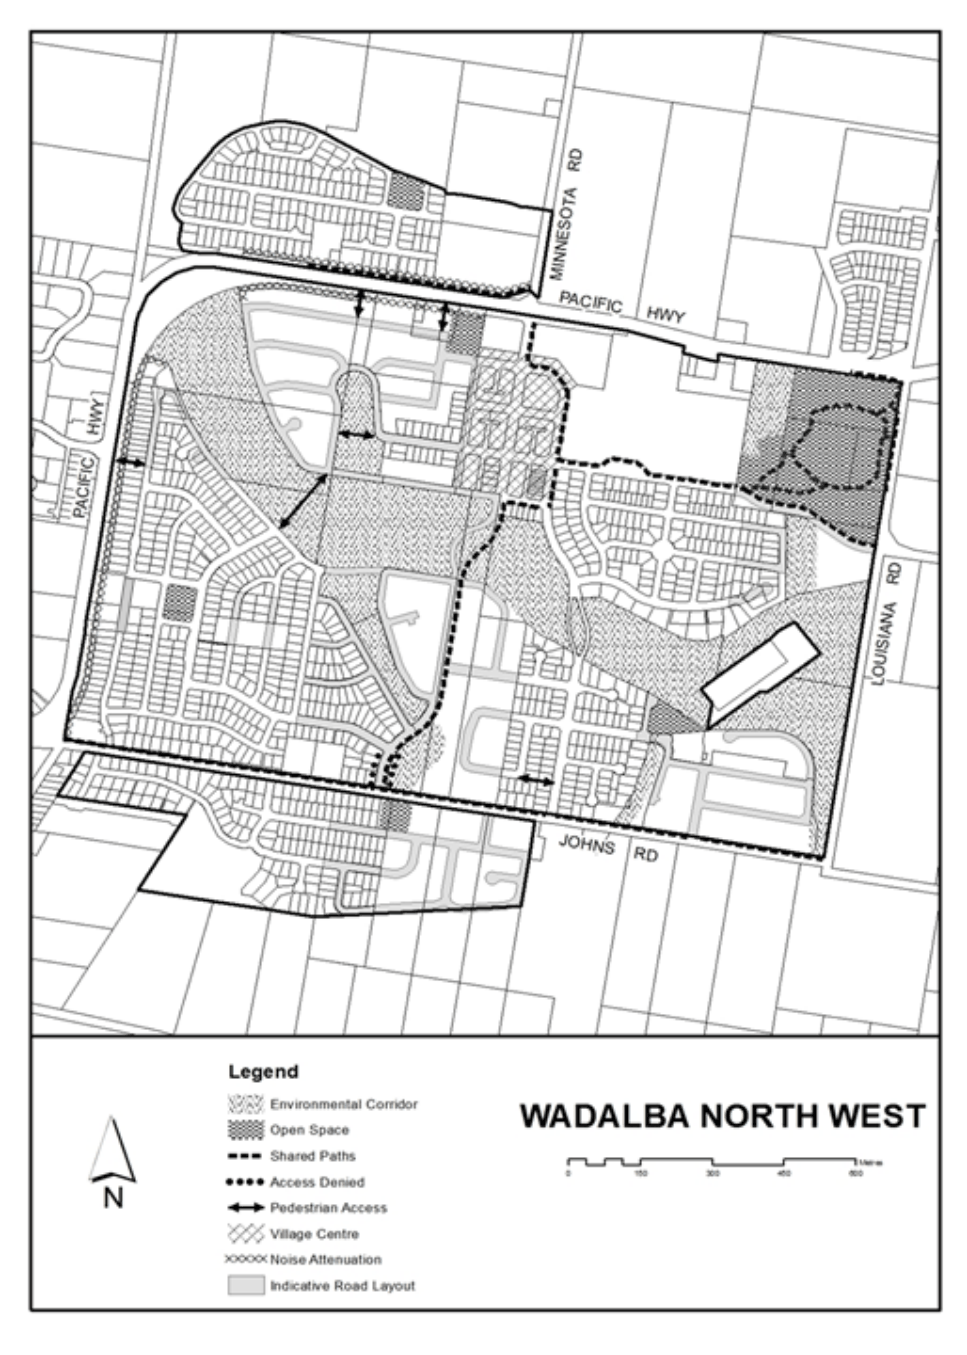 MINNESOTA RD
PACIFIC HWY
PACIFIC HWY
LOUISIANA RD
JOHNS RD
Legend
Environmental Corridor
Open Space
Shared Paths
Access Denied
Pedestrian Access
Village Centre
Noise Attenuation
Indicative Road Layout
N
WADALBA NORTH WEST
Metres
0 150 300 450 600